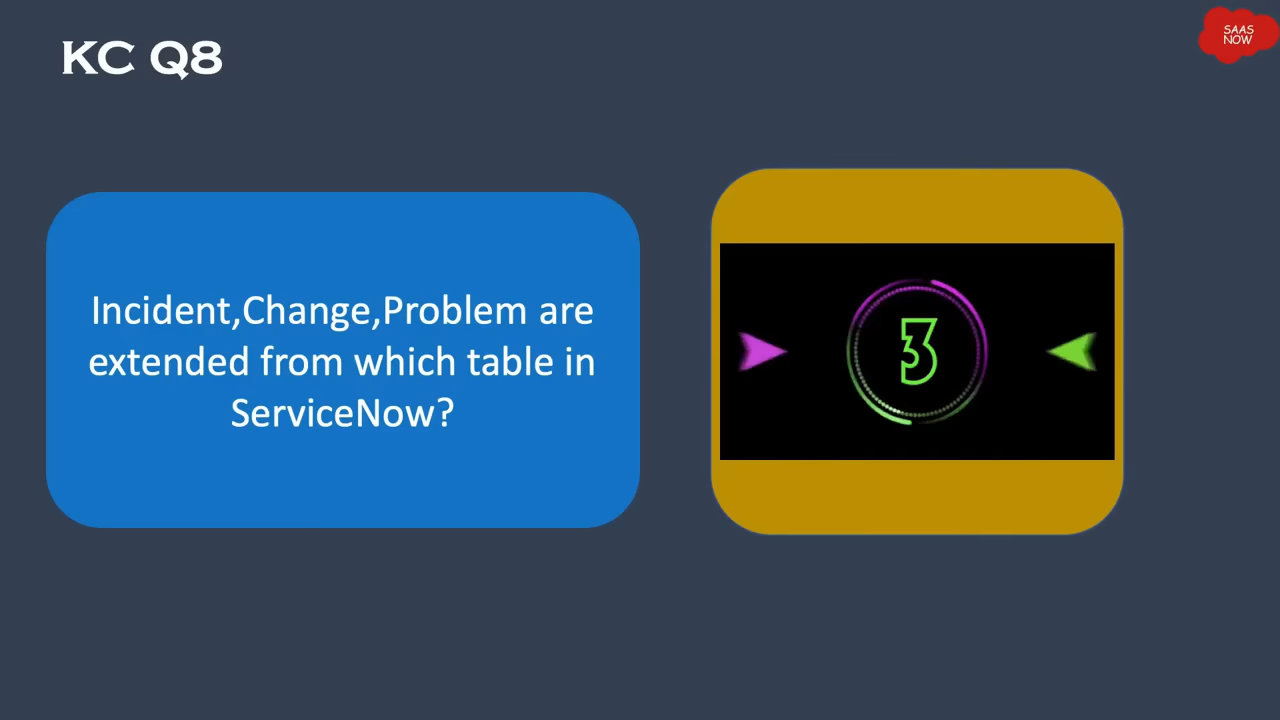 KC Q8
SAAS
NOW
Incident,Change,Problem are
extended from which table in
ServiceNow?
3